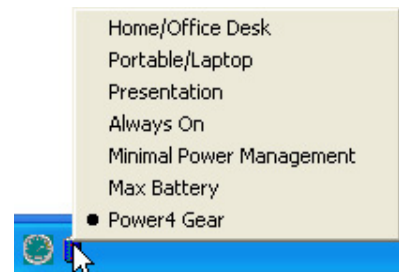 Home/Office Desk
Portable/Laptop
Presentation
Always On
Minimal Power Management
Max Battery
Power4 Gear